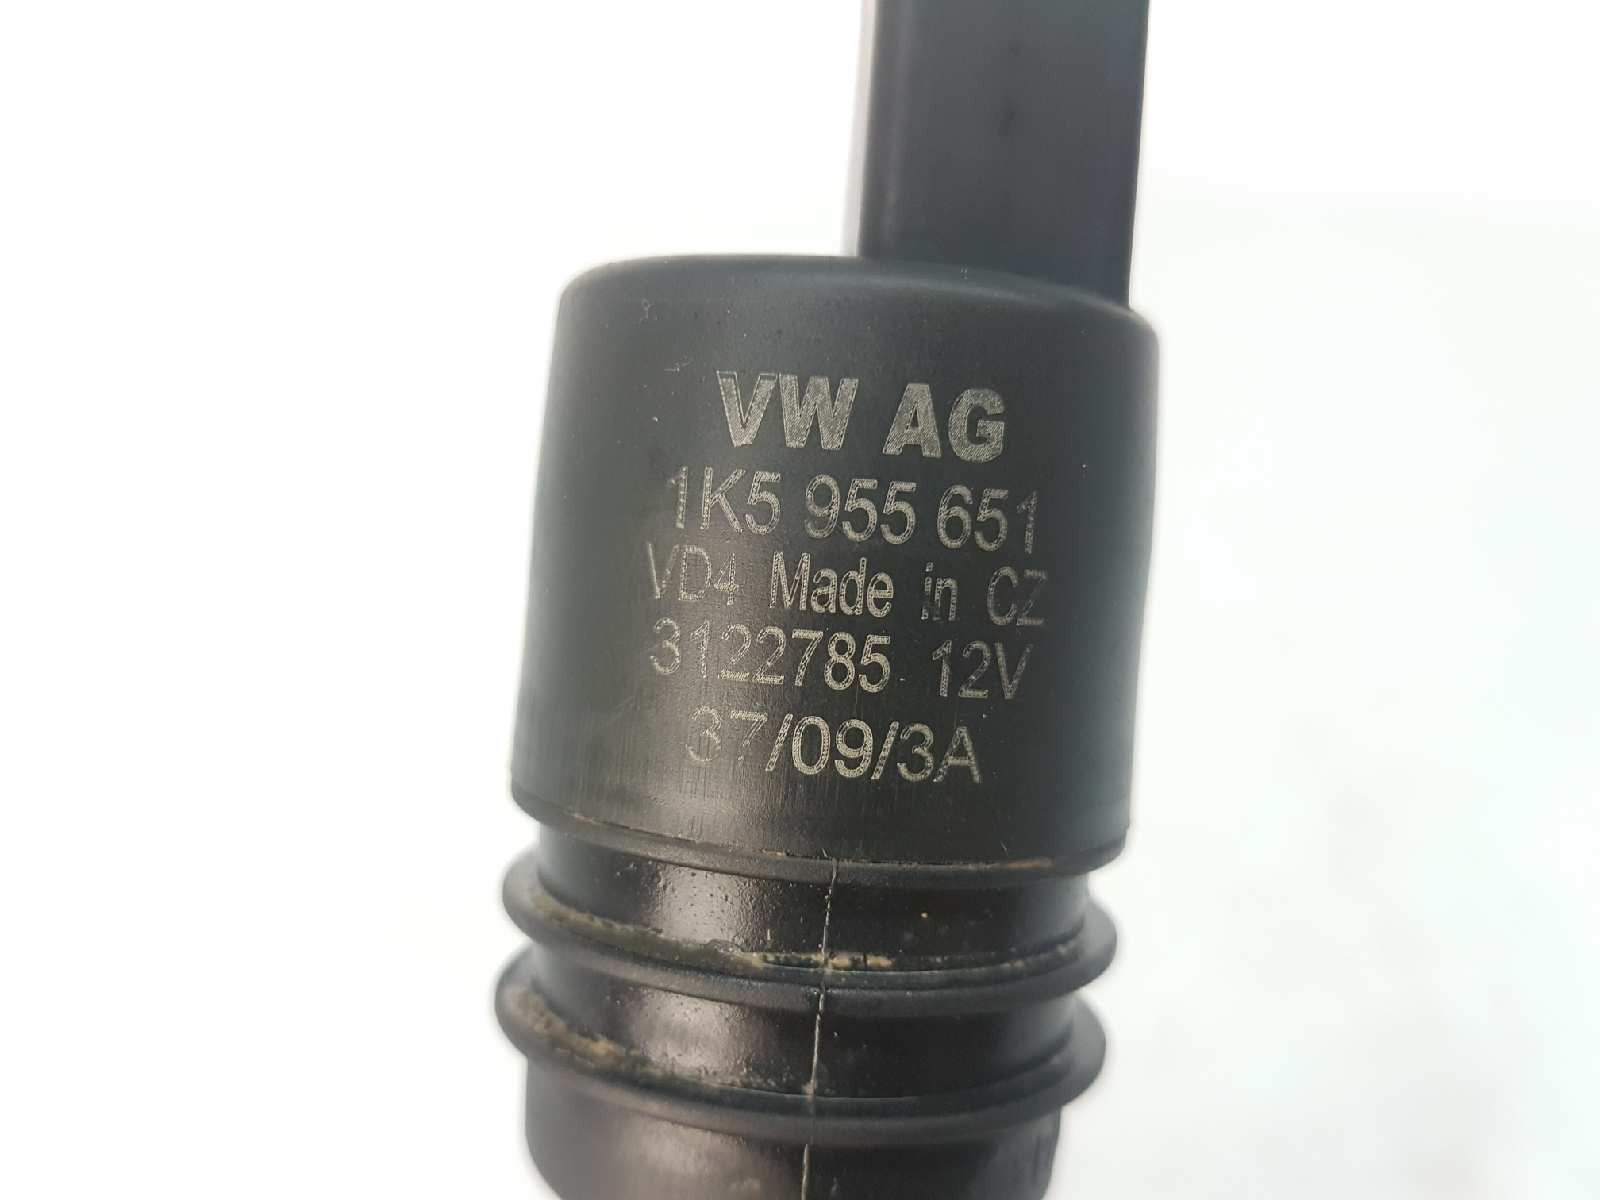 VW AG
1K5 955 651
VD4 Made in CZ
3122785 12V
37/09/3A